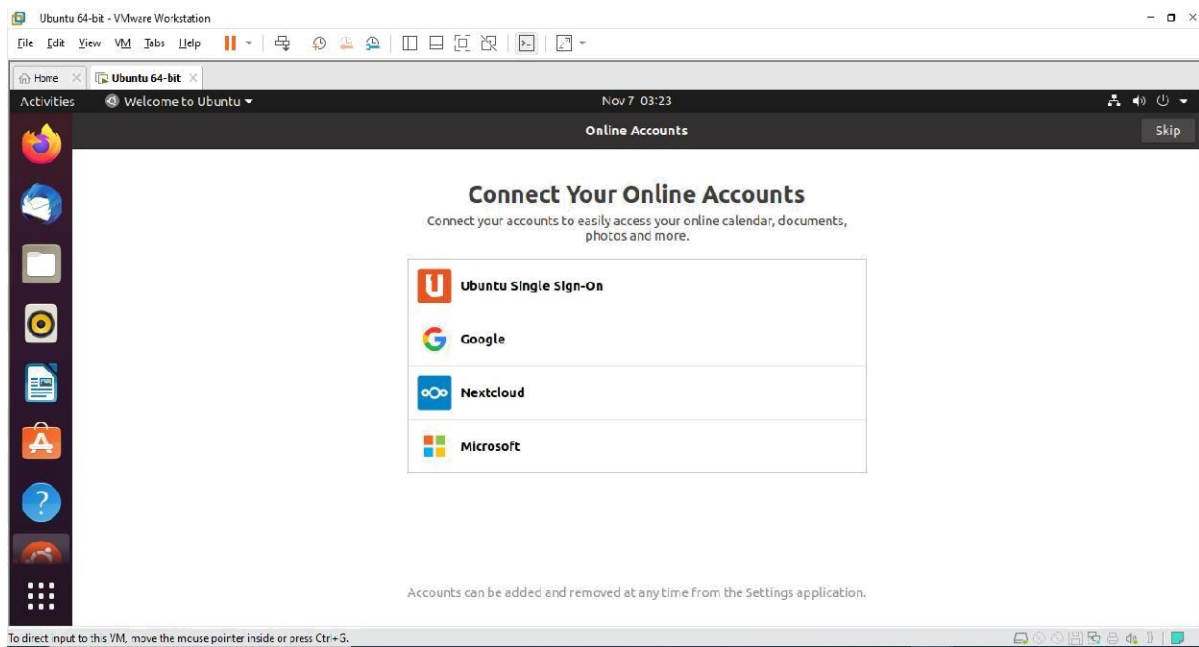 Ubuntu 64-bit - VMware Workstation
File Edit View VM Tabs Help
Home Ubuntu 64-bit
Activities Welcome to Ubuntu Nov 7 03:23
Online Accounts Skip
Connect Your Online Accounts
Connect your accounts to easily access your online calendar, documents,
photos and more.
Ubuntu Single Sign-On
Google
Nextcloud
Microsoft
Accounts can be added and removed at any time from the Settings application.
To direct input to this VM, move the mouse pointer inside or press Ctrl+G.